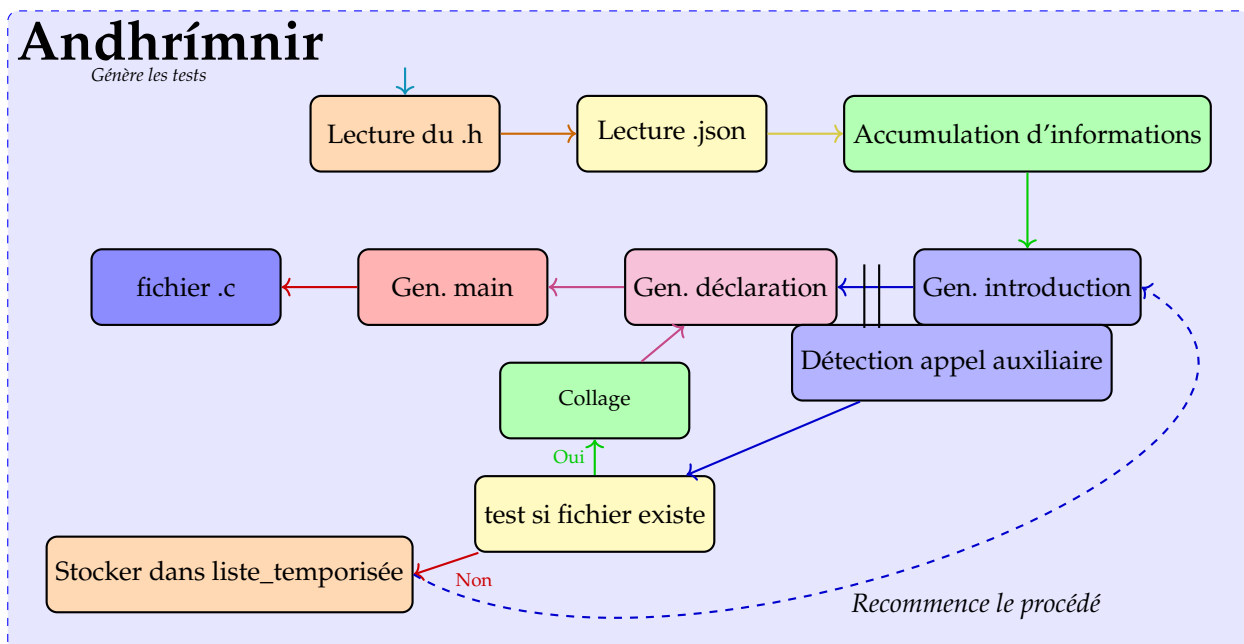 Andhrímnir
Génère les tests
Lecture du .h
Lecture .json
Accumulation d'informations
fichier .c
Gen. main
Gen. déclaration
Gen. introduction
Détection appel auxiliaire
Collage
Oui
test si fichier existe
Stocker dans liste_temporisée
Non
Recommence le procédé